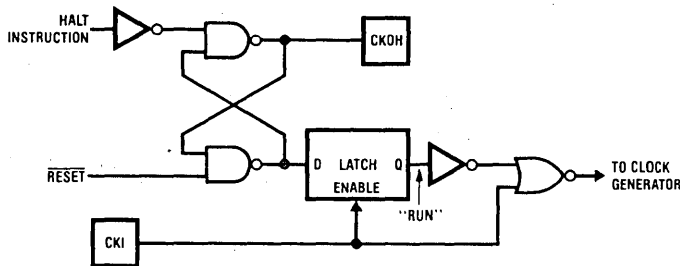 HALT
INSTRUCTION
CKOH
RESET
D LATCH Q
ENABLE
"RUN"
TO CLOCK
GENERATOR
CKI